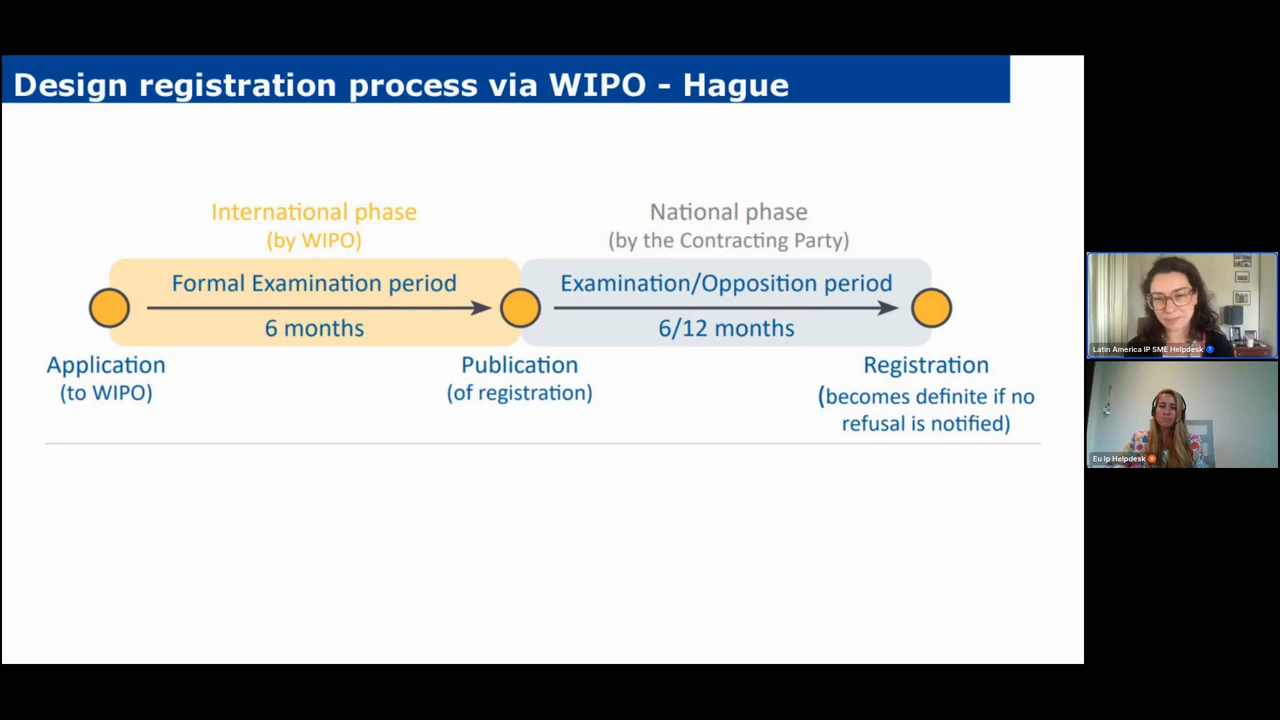 Design registration process via WIPO - Hague
International phase
(by WIPO)
National phase
(by the Contracting Party)
Formal Examination period
6 months
Examination/Opposition period
6/12 months
Application
(to WIPO)
Publication
(of registration)
Registration
(becomes definite if no
refusal is notified)
Latin America IP SME Helpdesk
Eu Ip Helpdesk